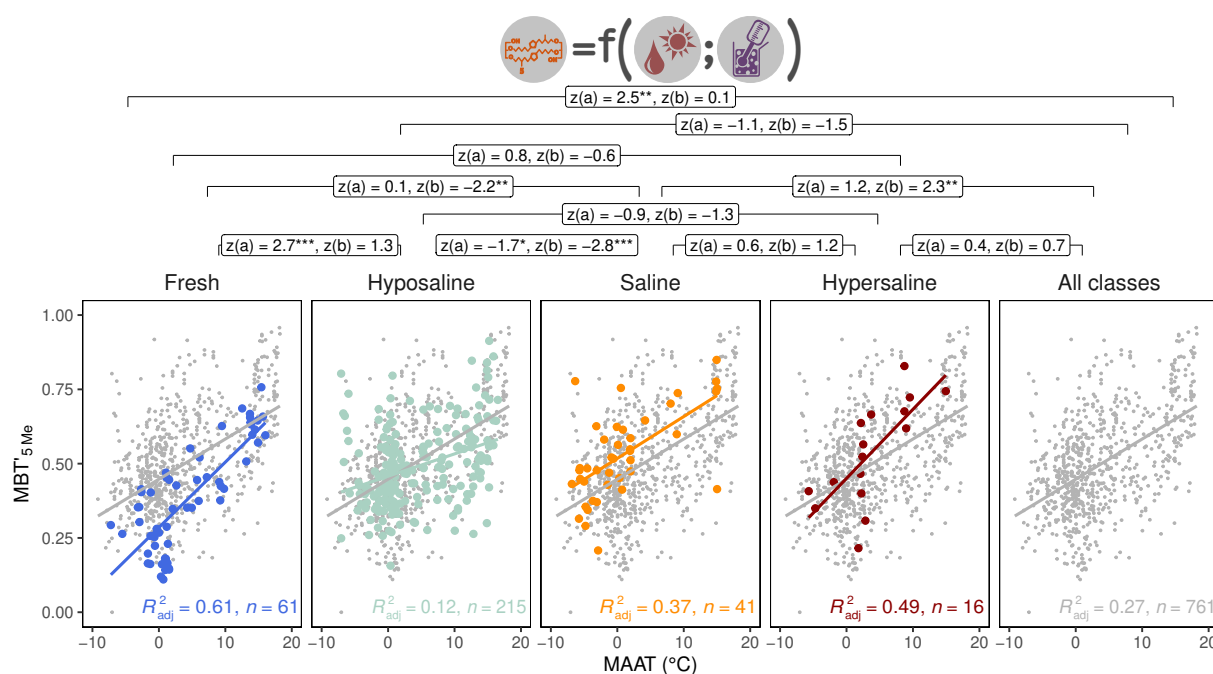 =f( ; )
z(a) = 2.5**, z(b) = 0.1
z(a) = −1.1, z(b) = −1.5
z(a) = 0.8, z(b) = −0.6
z(a) = 0.1, z(b) = −2.2** z(a) = 1.2, z(b) = 2.3**
z(a) = −0.9, z(b) = −1.3
z(a) = 2.7***, z(b) = 1.3 z(a) = −1.7*, z(b) = −2.8*** z(a) = 0.6, z(b) = 1.2 z(a) = 0.4, z(b) = 0.7
Fresh Hyposaline Saline Hypersaline All classes
1.00
0.75
0.50
0.25
0.00
MBT'5 Me
R²adj = 0.61, n = 61 R²adj = 0.12, n = 215 R²adj = 0.37, n = 41 R²adj = 0.49, n = 16 R²adj = 0.27, n = 761
−10 0 10 20 −10 0 10 20 −10 0 10 20 −10 0 10 20 −10 0 10 20
MAAT (°C)